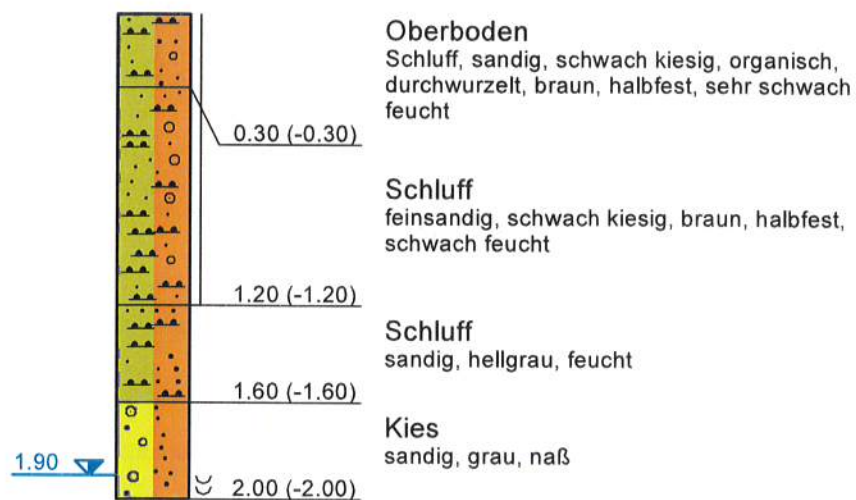 Oberboden
Schluff, sandig, schwach kiesig, organisch,
durchwurzelt, braun, halbfest, sehr schwach
feucht
0.30 (-0.30)
Schluff
feinsandig, schwach kiesig, braun, halbfest,
schwach feucht
1.20 (-1.20)
Schluff
sandig, hellgrau, feucht
1.60 (-1.60)
Kies
sandig, grau, naß
1.90
2.00 (-2.00)